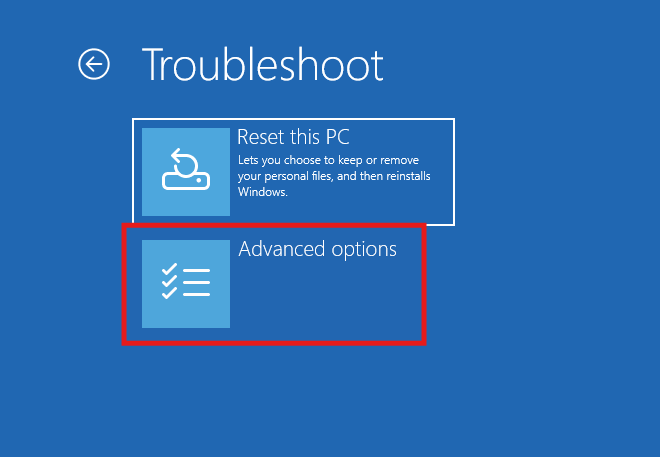 Troubleshoot
Reset this PC
Lets you choose to keep or remove
your personal files, and then reinstalls
Windows.
Advanced options